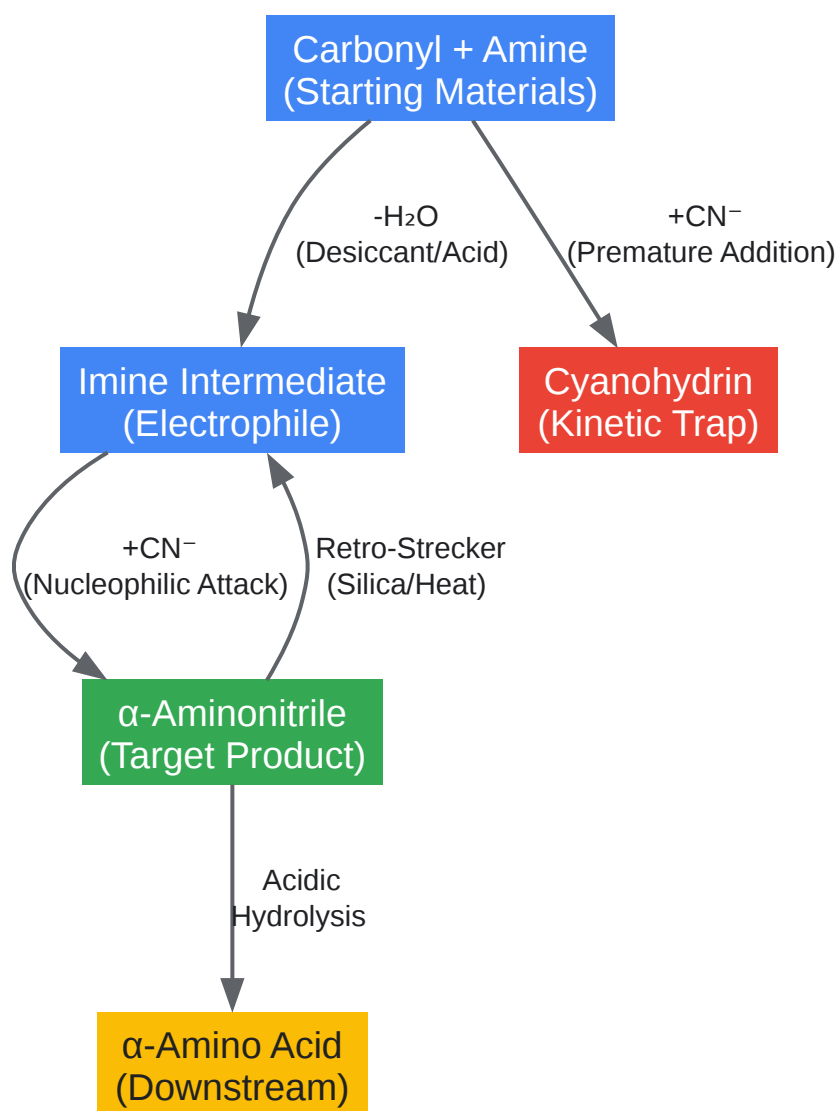 Carbonyl + Amine
(Starting Materials)
-H₂O
(Desiccant/Acid)
+CN⁻
(Premature Addition)
Imine Intermediate
(Electrophile)
Cyanohydrin
(Kinetic Trap)
+CN⁻
(Nucleophilic Attack)
Retro-Strecker
(Silica/Heat)
α-Aminonitrile
(Target Product)
Acidic
Hydrolysis
α-Amino Acid
(Downstream)